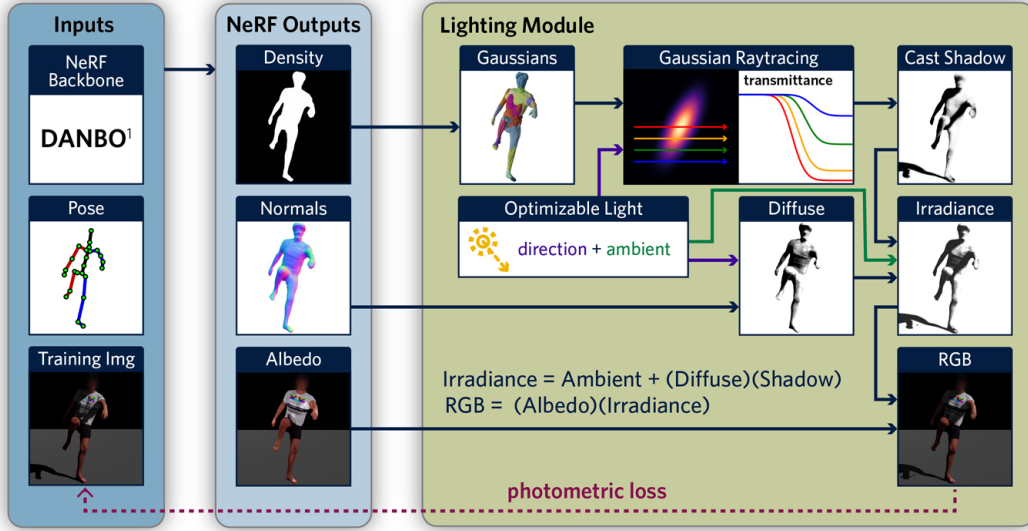 Inputs
NeRF
Backbone
DANBO¹
Pose
Training Img
NeRF Outputs
Density
Normals
Albedo
Lighting Module
Gaussians
Gaussian Raytracing
transmittance
Cast Shadow
Optimizable Light
direction + ambient
Diffuse
Irradiance
Irradiance = Ambient + (Diffuse)(Shadow)
RGB = (Albedo)(Irradiance)
RGB
photometric loss